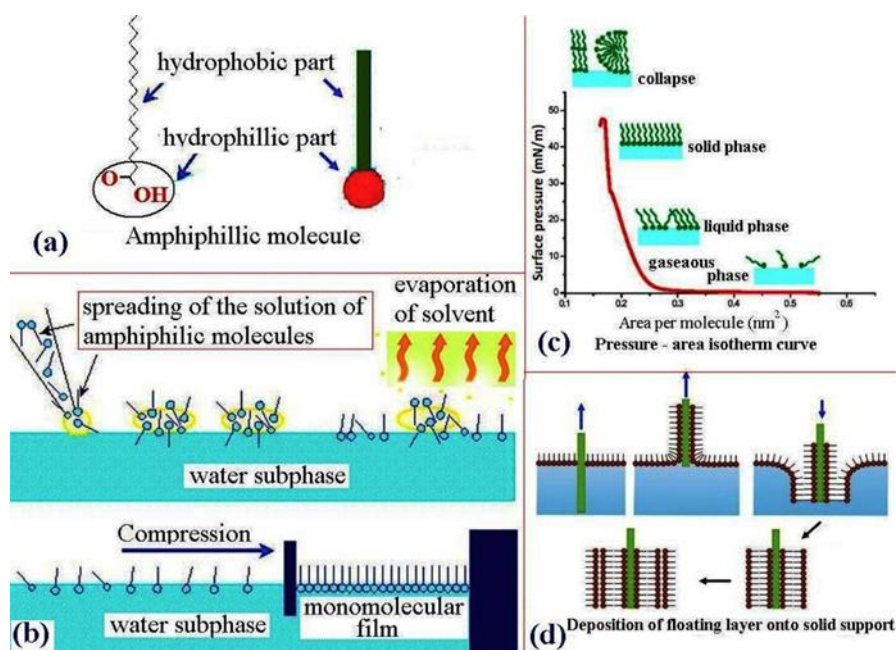 hydrophobic part
hydrophillic part
O
OH
(a)
Amphiphillic molecule
spreading of the solution of
amphiphilic molecules
evaporation
of solvent
water subphase
Compression
(b)
water subphase
monomolecular
film
collapse
solid phase
liquid phase
gaseaous
phase
Surface pressure (mN/m)
50
40
30
20
10
0
0.1
0.2
0.3
0.4
0.5
0.6
Area per molecule (nm²)
(c)
Pressure - area isotherm curve
(d)
Deposition of floating layer onto solid support